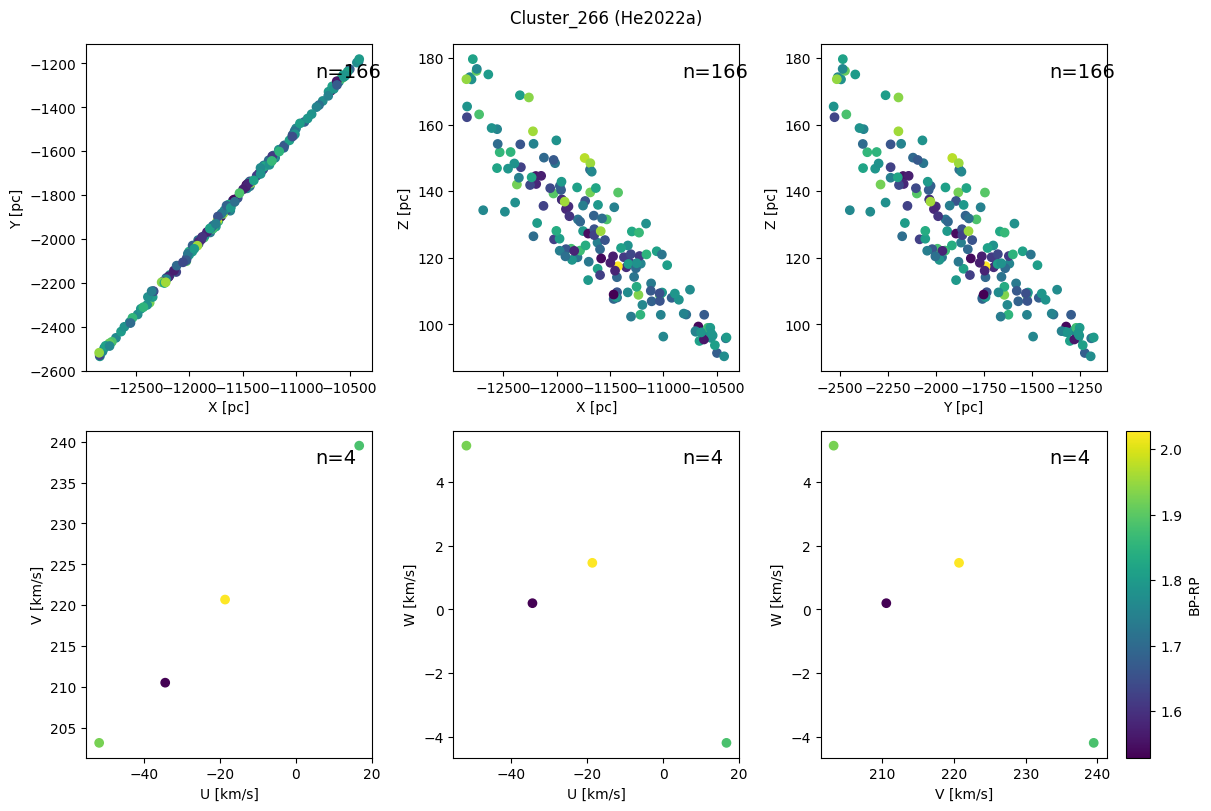 Cluster_266 (He2022a)
n=166
n=166
n=166
−1200
−1400
−1600
−1800
−2000
−2200
−2400
−2600
Y [pc]
−12500 −12000 −11500 −11000 −10500
X [pc]
180
160
140
120
100
Z [pc]
−12500 −12000 −11500 −11000 −10500
X [pc]
180
160
140
120
100
Z [pc]
−2500 −2250 −2000 −1750 −1500 −1250
Y [pc]
n=4
n=4
n=4
240
235
230
225
220
215
210
205
V [km/s]
−40 −20 0 20
U [km/s]
4
2
0
−2
−4
W [km/s]
−40 −20 0 20
U [km/s]
4
2
0
−2
−4
W [km/s]
210 220 230 240
V [km/s]
2.0
1.9
1.8
1.7
1.6
BP-RP